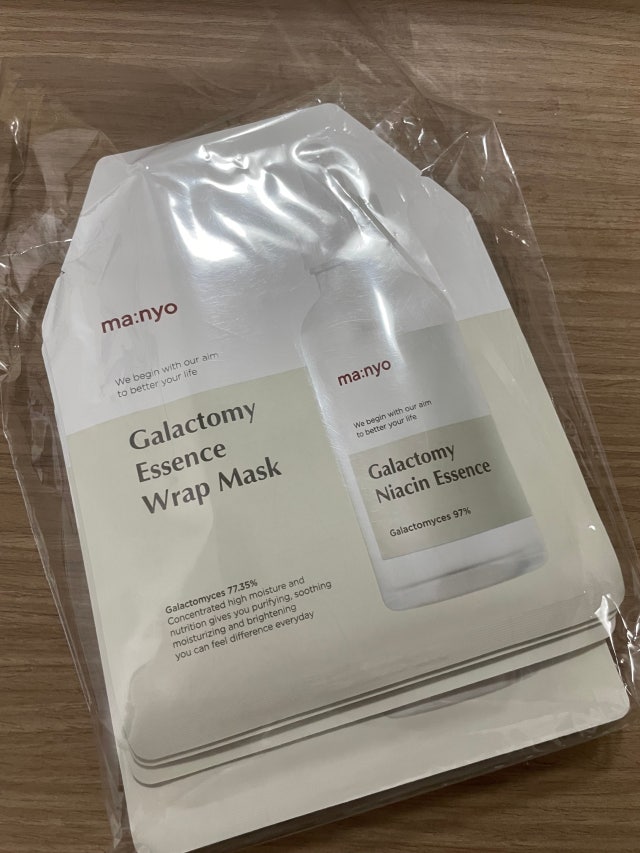 ma:nyo
We begin with our aim
to better your life
Galactomy
Essence
Wrap Mask
Galactomyces 77.35%
Concentrated high moisture and
nutrition gives you purifying, soothing
moisturizing and brightening
you can feel difference everyday
ma:nyo
We begin with our aim
to better your life
Galactomy
Niacin Essence
Galactomyces 97%